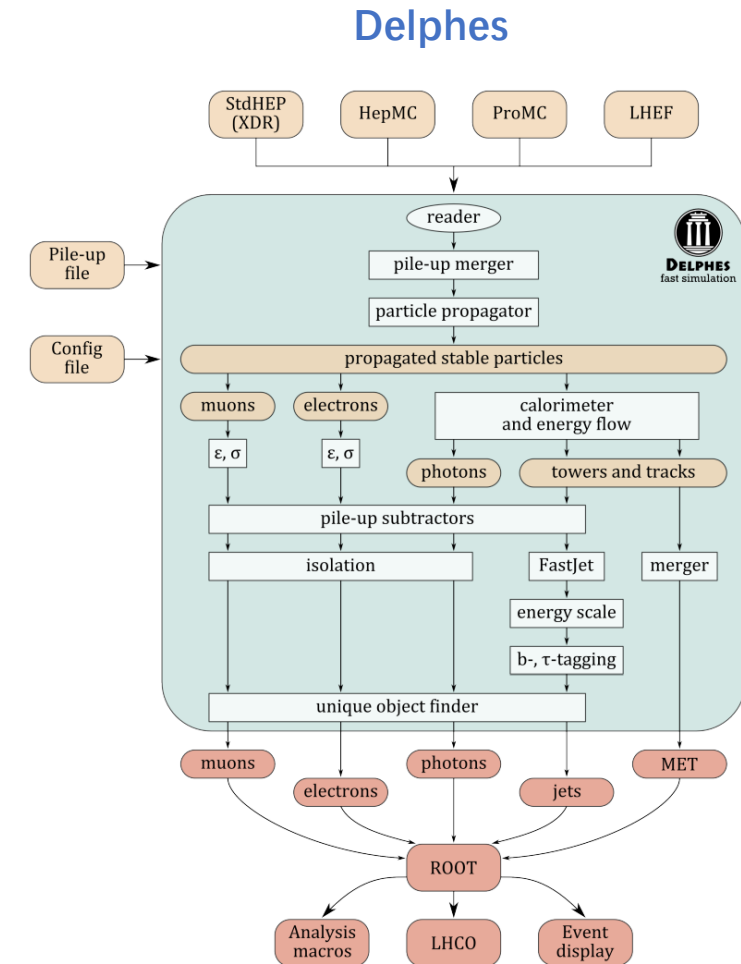 Delphes
StdHEP
(XDR)
HepMC
ProMC
LHEF
reader
DELPHES
fast simulation
Pile-up
file
pile-up merger
particle propagator
Config
file
propagated stable particles
muons
electrons
calorimeter
and energy flow
ε, σ
ε, σ
photons
towers and tracks
pile-up subtractors
isolation
FastJet
merger
energy scale
b-, τ-tagging
unique object finder
muons
electrons
photons
jets
MET
ROOT
Analysis
macros
LHCO
Event
display